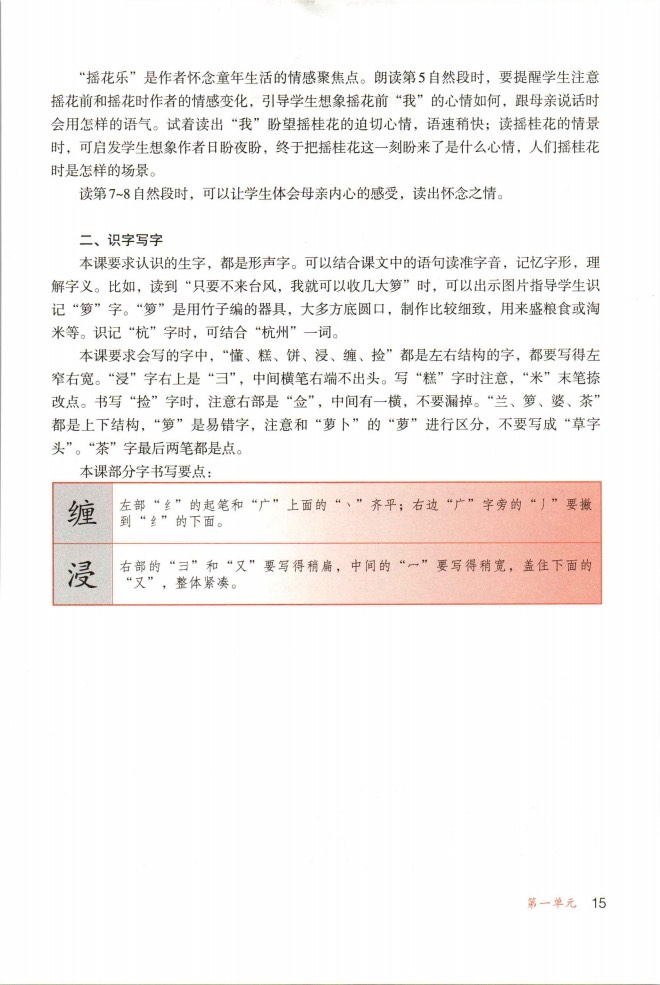 “摇花乐”是作者怀念童年生活的情感聚焦点。朗读第5自然段时，要提醒学生注意
摇花前和摇花时作者的情感变化，引导学生想象摇花前“我”的心情如何，跟母亲说话时
会用怎样的语气。试着读出“我”盼望摇桂花的迫切心情，语速稍快；读摇桂花的情景
时，可启发学生想象作者日盼夜盼，终于把摇桂花这一刻盼来了是什么心情，人们摇桂花
时是怎样的场景。
读第7~8自然段时，可以让学生体会母亲内心的感受，读出怀念之情。
二、识字写字
本课要求认识的生字，都是形声字。可以结合课文中的语句读准字音，记忆字形，理
解字义。比如，读到“只要不来台风，我就可以收几大箩”时，可以出示图片指导学生识
记“箩”字。“箩”是用竹子编的器具，大多方底圆口，制作比较细致，用来盛粮食或淘
米等。识记“杭”字时，可结合“杭州”一词。
本课要求会写的字中，“懂、糕、饼、浸、缠、捡”都是左右结构的字，都要写得左
窄右宽。“浸”字右上是“彐”，中间横笔右端不出头。写“糕”字时注意，“米”末笔捺
改点。书写“捡”字时，注意右部是“佥”，中间有一横，不要漏掉。“兰、箩、婆、茶”
都是上下结构，“箩”是易错字，注意和“萝卜”的“萝”进行区分，不要写成“草字
头”。“茶”字最后两笔都是点。
本课部分字书写要点：
缠
左部“纟”的起笔和“广”上面的“丶”齐平；右边“广”字旁的“丿”要撇
到“纟”的下面。
浸
右部的“彐”和“又”要写得稍扁，中间的“冖”要写得稍宽，盖住下面的
“又”，整体紧凑。
第一单元 15